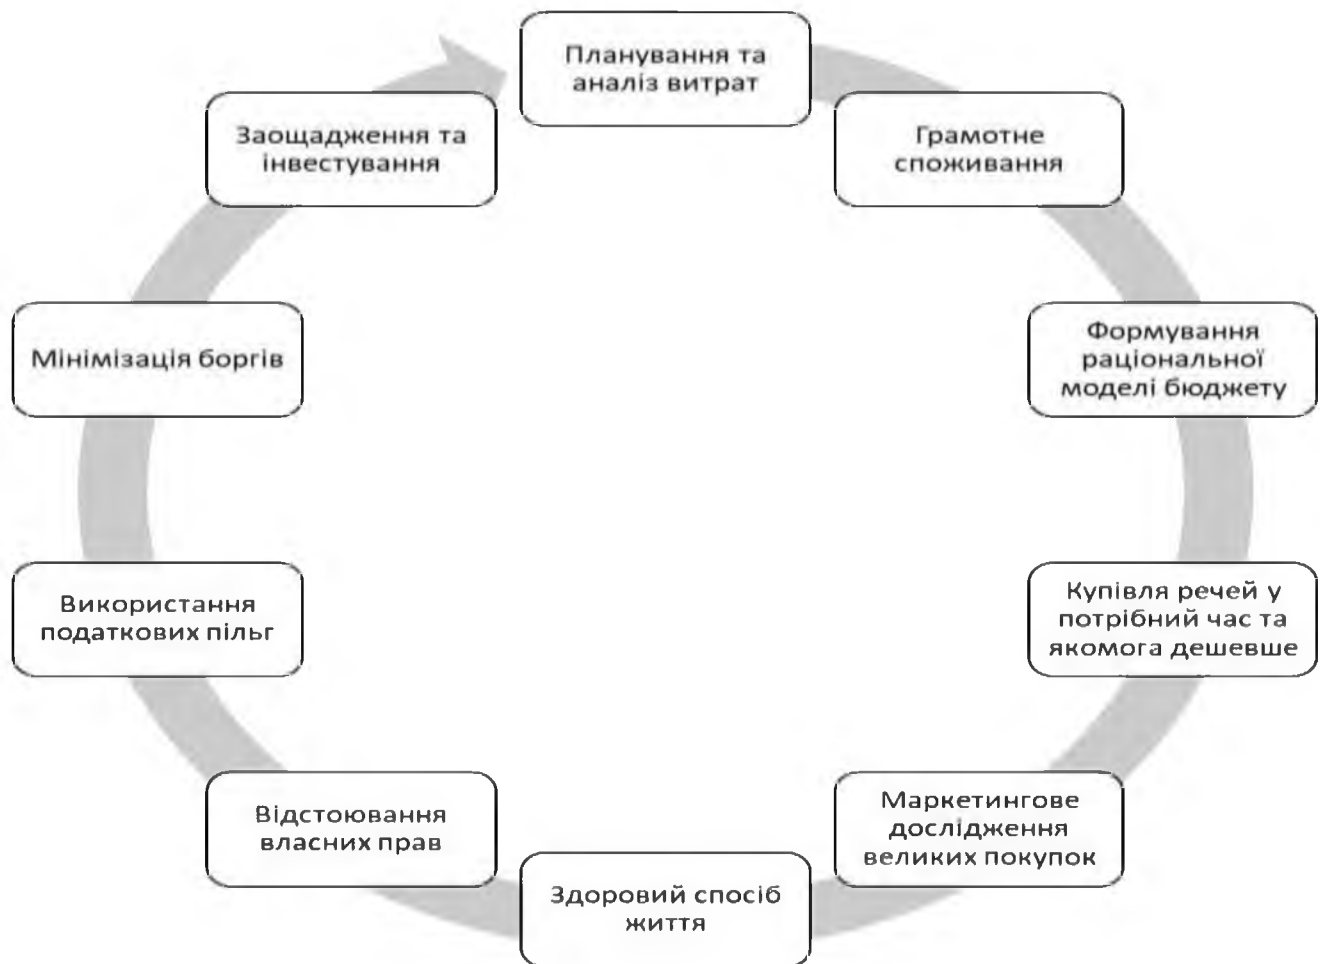 Планування та
аналіз витрат
Грамотне
споживання
Формування
раціональної
моделі бюджету
Купівля речей у
потрібний час та
якомога дешевше
Маркетингове
дослідження
великих покупок
Здоровий спосіб
життя
Відстоювання
власних прав
Використання
податкових пільг
Мінімізація боргів
Заощадження та
інвестування